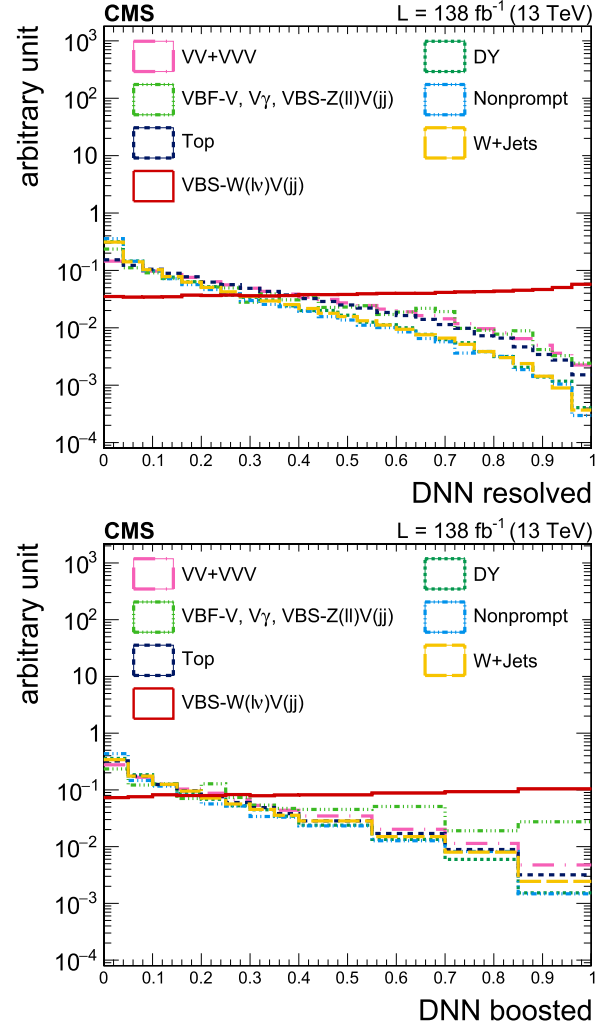 CMS L = 138 fb⁻¹ (13 TeV)
arbitrary unit
10³
10²
10
1
10⁻¹
10⁻²
10⁻³
10⁻⁴
VV+VVV
DY
VBF-V, Vγ, VBS-Z(ll)V(jj)
Nonprompt
Top
W+Jets
VBS-W(lν)V(jj)
0 0.1 0.2 0.3 0.4 0.5 0.6 0.7 0.8 0.9 1
DNN resolved
CMS L = 138 fb⁻¹ (13 TeV)
arbitrary unit
10³
10²
10
1
10⁻¹
10⁻²
10⁻³
10⁻⁴
VV+VVV
DY
VBF-V, Vγ, VBS-Z(ll)V(jj)
Nonprompt
Top
W+Jets
VBS-W(lν)V(jj)
0 0.1 0.2 0.3 0.4 0.5 0.6 0.7 0.8 0.9 1
DNN boosted